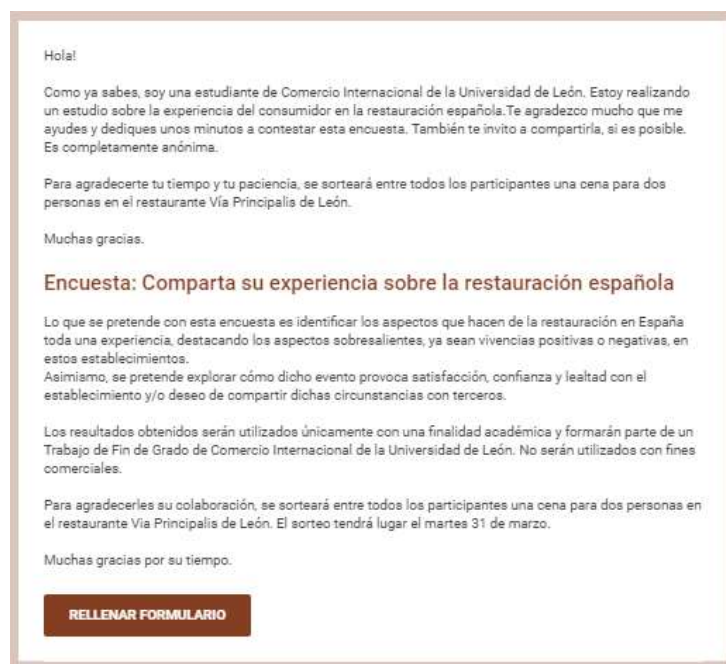 Hola!
Como ya sabes, soy una estudiante de Comercio Internacional de la Universidad de León. Estoy realizando
un estudio sobre la experiencia del consumidor en la restauración española.Te agradezco mucho que me
ayudes y dediques unos minutos a contestar esta encuesta. También te invito a compartirla, si es posible.
Es completamente anónima.
Para agradecerte tu tiempo y tu paciencia, se sorteará entre todos los participantes una cena para dos
personas en el restaurante Vía Principalis de León.
Muchas gracias.
Encuesta: Comparta su experiencia sobre la restauración española
Lo que se pretende con esta encuesta es identificar los aspectos que hacen de la restauración en España
toda una experiencia, destacando los aspectos sobresalientes, ya sean vivencias positivas o negativas, en
estos establecimientos.
Asimismo, se pretende explorar cómo dicho evento provoca satisfacción, confianza y lealtad con el
establecimiento y/o deseo de compartir dichas circunstancias con terceros.
Los resultados obtenidos serán utilizados únicamente con una finalidad académica y formarán parte de un
Trabajo de Fin de Grado de Comercio Internacional de la Universidad de León. No serán utilizados con fines
comerciales.
Para agradecerles su colaboración, se sorteará entre todos los participantes una cena para dos personas en
el restaurante Via Principalis de León. El sorteo tendrá lugar el martes 31 de marzo.
Muchas gracias por su tiempo.
RELLENAR FORMULARIO